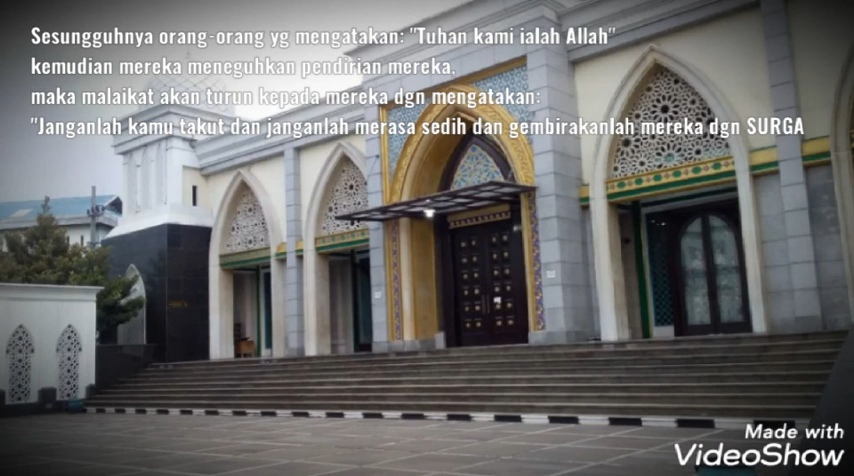 Sesungguhnya orang-orang yg mengatakan: "Tuhan kami ialah Allah"
kemudian mereka meneguhkan pendirian mereka,
maka malaikat akan turun kepada mereka dgn mengatakan:
"Janganlah kamu takut dan janganlah merasa sedih dan gembirakanlah mereka dgn SURGA
Made with
VideoShow